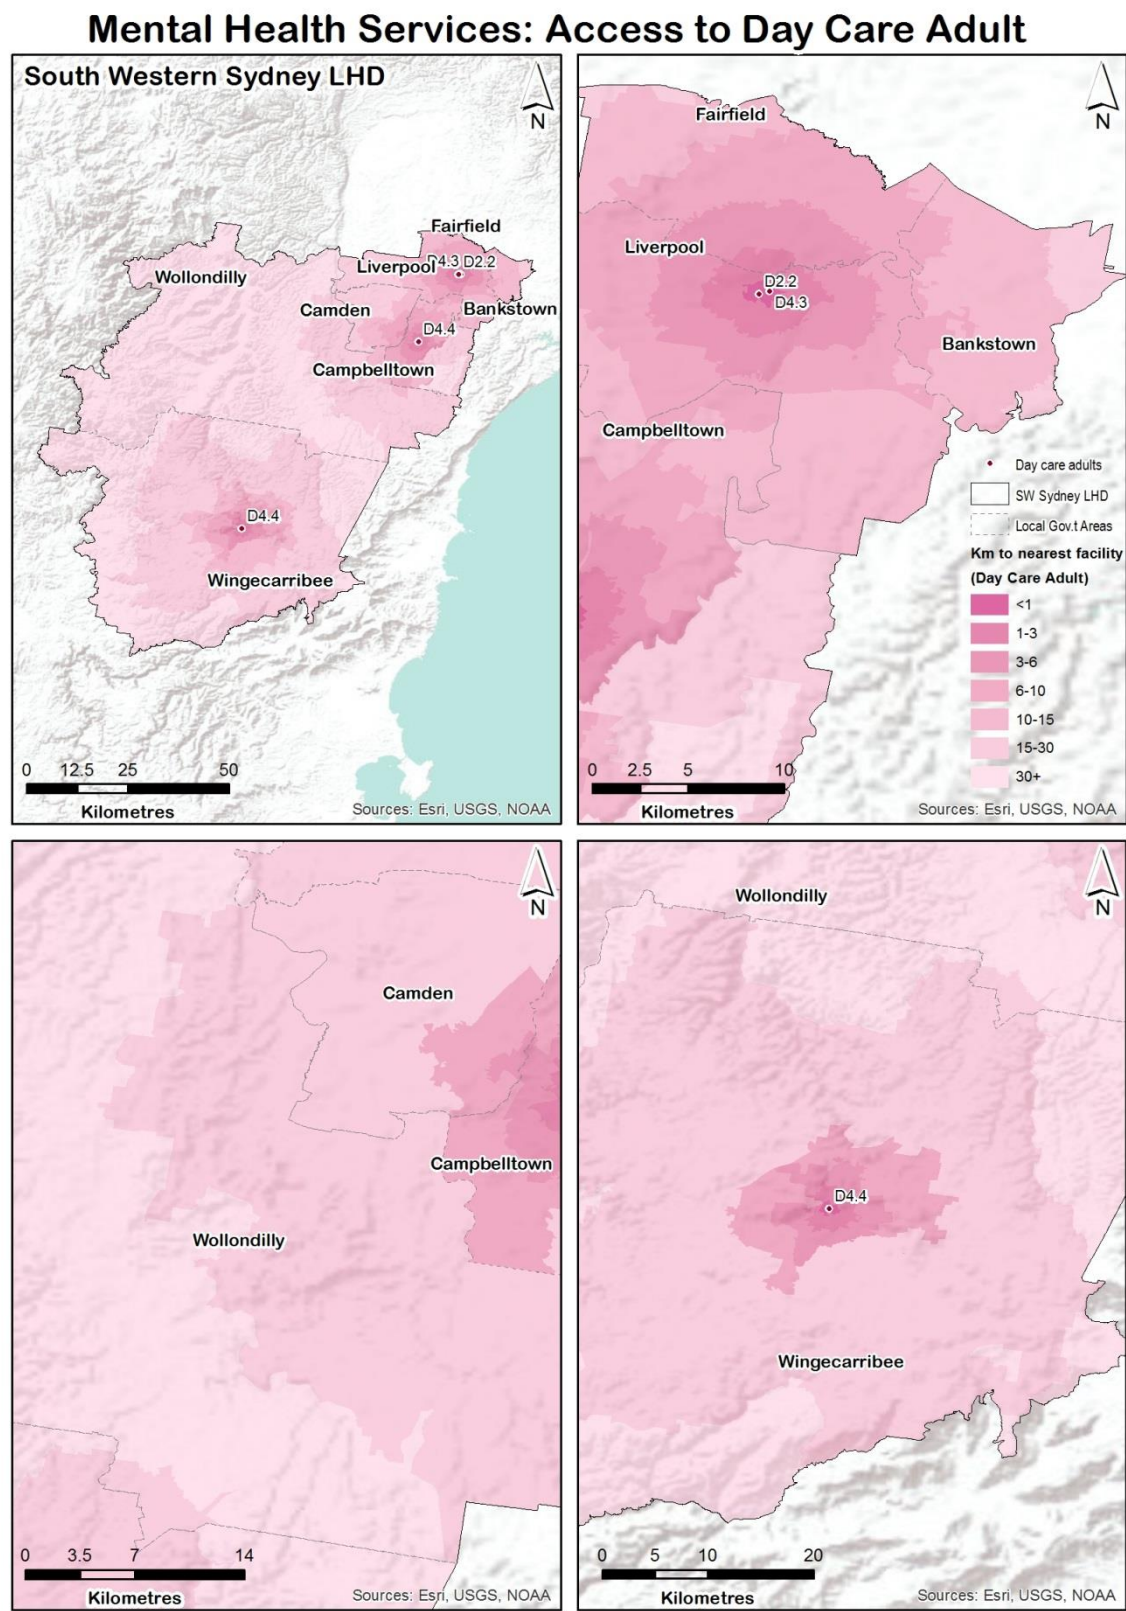 Mental Health Services: Access to Day Care Adult
South Western Sydney LHD
N
Fairfield
Wollondilly
Liverpool
D4.3
D2.2
Camden
Bankstown
D4.4
Campbelltown
D4.4
Wingecarribee
0 12.5 25 50
Kilometres
Sources: Esri, USGS, NOAA
N
Fairfield
Liverpool
D2.2
D4.3
Bankstown
Campbelltown
Day care adults
SW Sydney LHD
Local Gov.t Areas
Km to nearest facility
(Day Care Adult)
<1
1-3
3-6
6-10
10-15
15-30
30+
0 2.5 5 10
Kilometres
Sources: Esri, USGS, NOAA
N
Camden
Campbelltown
Wollondilly
0 3.5 7 14
Kilometres
Sources: Esri, USGS, NOAA
N
Wollondilly
D4.4
Wingecarribee
0 5 10 20
Kilometres
Sources: Esri, USGS, NOAA